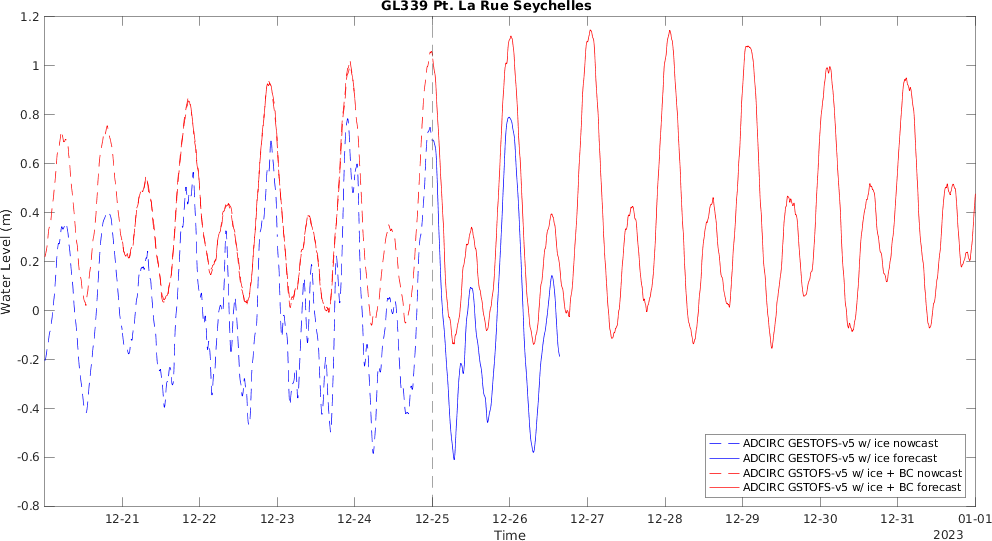 GL339 Pt. La Rue Seychelles
1.2
1
0.8
0.6
0.4
0.2
0
-0.2
-0.4
-0.6
-0.8
Water Level (m)
ADCIRC GESTOFS-v5 w/ ice nowcast
ADCIRC GESTOFS-v5 w/ ice forecast
ADCIRC GSTOFS-v5 w/ ice + BC nowcast
ADCIRC GSTOFS-v5 w/ ice + BC forecast
12-21 12-22 12-23 12-24 12-25 12-26 12-27 12-28 12-29 12-30 12-31 01-01
Time
2023